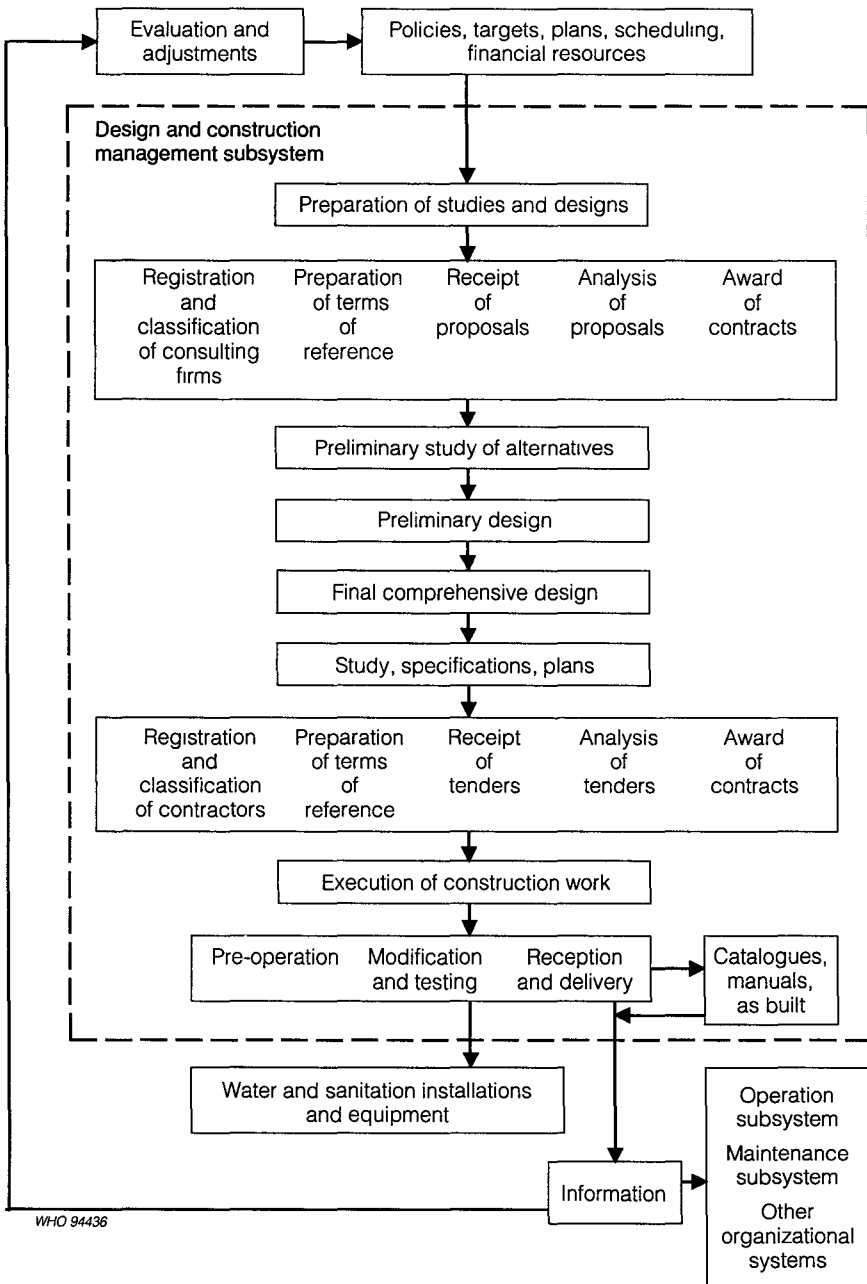 Evaluation and
adjustments
Policies, targets, plans, scheduling,
financial resources
Design and construction
management subsystem
Preparation of studies and designs
Registration
and
classification
of consulting
firms
Preparation
of terms
of
reference
Receipt
of
proposals
Analysis
of
proposals
Award
of
contracts
Preliminary study of alternatives
Preliminary design
Final comprehensive design
Study, specifications, plans
Registration
and
classification
of contractors
Preparation
of terms
of
reference
Receipt
of
tenders
Analysis
of
tenders
Award
of
contracts
Execution of construction work
Pre-operation
Modification
and testing
Reception
and delivery
Catalogues,
manuals,
as built
Water and sanitation installations
and equipment
Operation
subsystem
Maintenance
subsystem
Other
organizational
systems
Information
WHO 94436